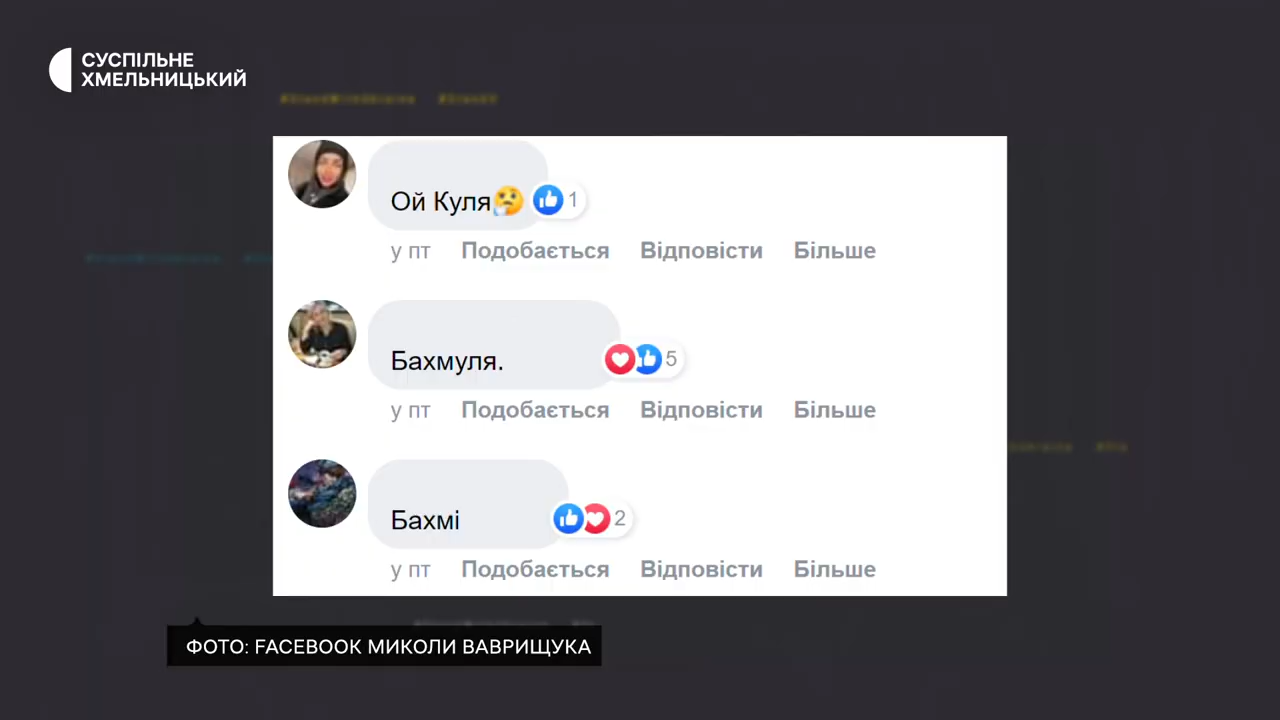 СУСПІЛЬНЕ
ХМЕЛЬНИЦЬКИЙ
Ой Куля🤔 1
у пт Подобається Відповісти Більше
Бахмуля. 5
у пт Подобається Відповісти Більше
Бахмі 2
у пт Подобається Відповісти Більше
ФОТО: FACEBOOK МИКОЛИ ВАВРИЩУКА